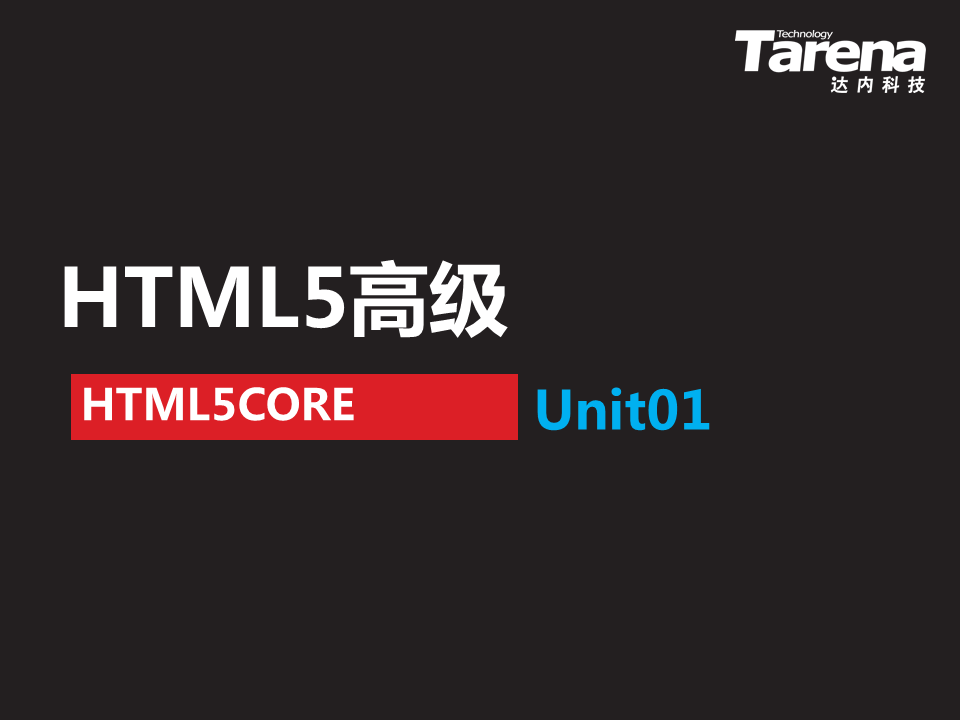 Technology
Tarena
达内科技
HTML5高级
HTML5CORE
Unit01